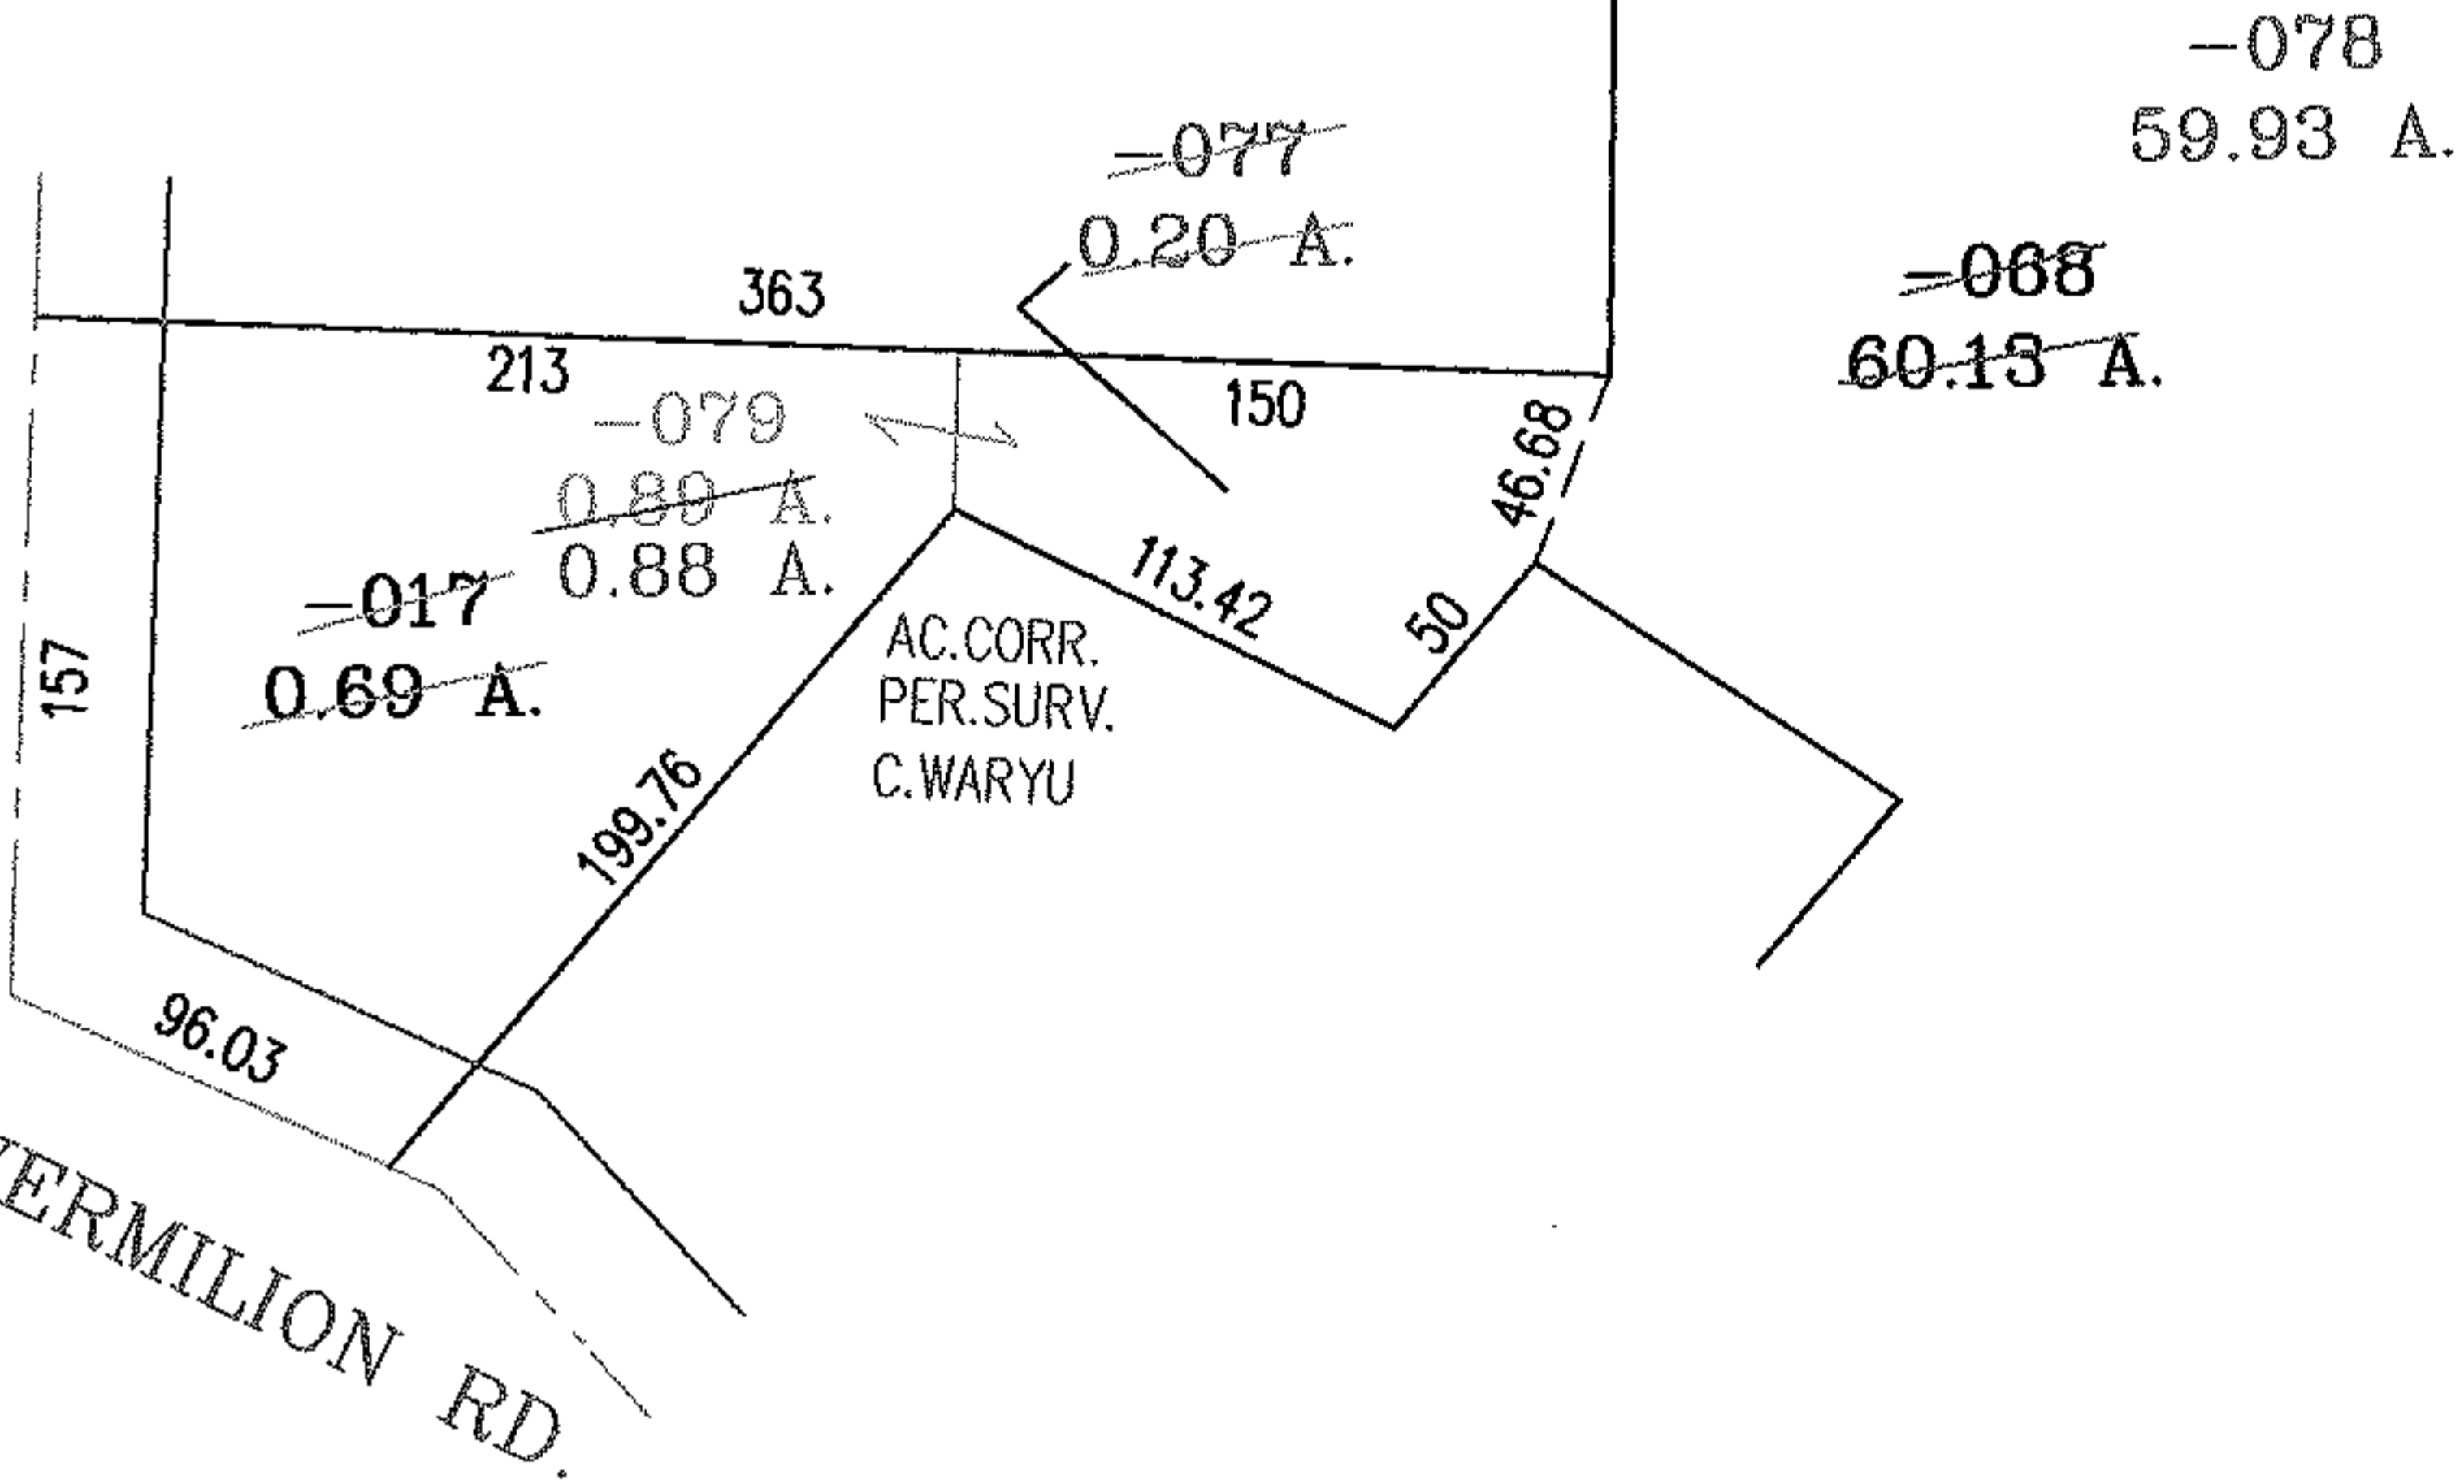 -078
59.93 A.
-077
0.20 A.
-068
60.13 A.
363
213
150
-079
0.89 A.
0.88 A.
46.68
113.42
50
-017
0.69 A.
157
AC.CORR.
PER.SURV.
C.WARYU
199.76
96.03
VERMILION RD.